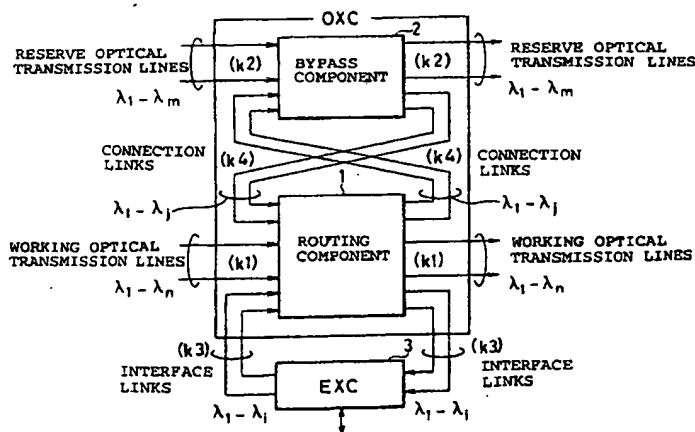 OXC
2
RESERVE OPTICAL
TRANSMISSION LINES
λ1 - λm
(k2)
BYPASS
COMPONENT
(k2)
RESERVE OPTICAL
TRANSMISSION LINES
λ1 - λm
CONNECTION
LINKS
(k4)
(k4)
CONNECTION
LINKS
λ1 - λj
1
λ1 - λj
WORKING OPTICAL
TRANSMISSION LINES
λ1 - λn
(k1)
ROUTING
COMPONENT
(k1)
WORKING OPTICAL
TRANSMISSION LINES
λ1 - λn
(k3)
INTERFACE
LINKS
3
EXC
(k3)
INTERFACE
LINKS
λ1 - λi
λ1 - λi